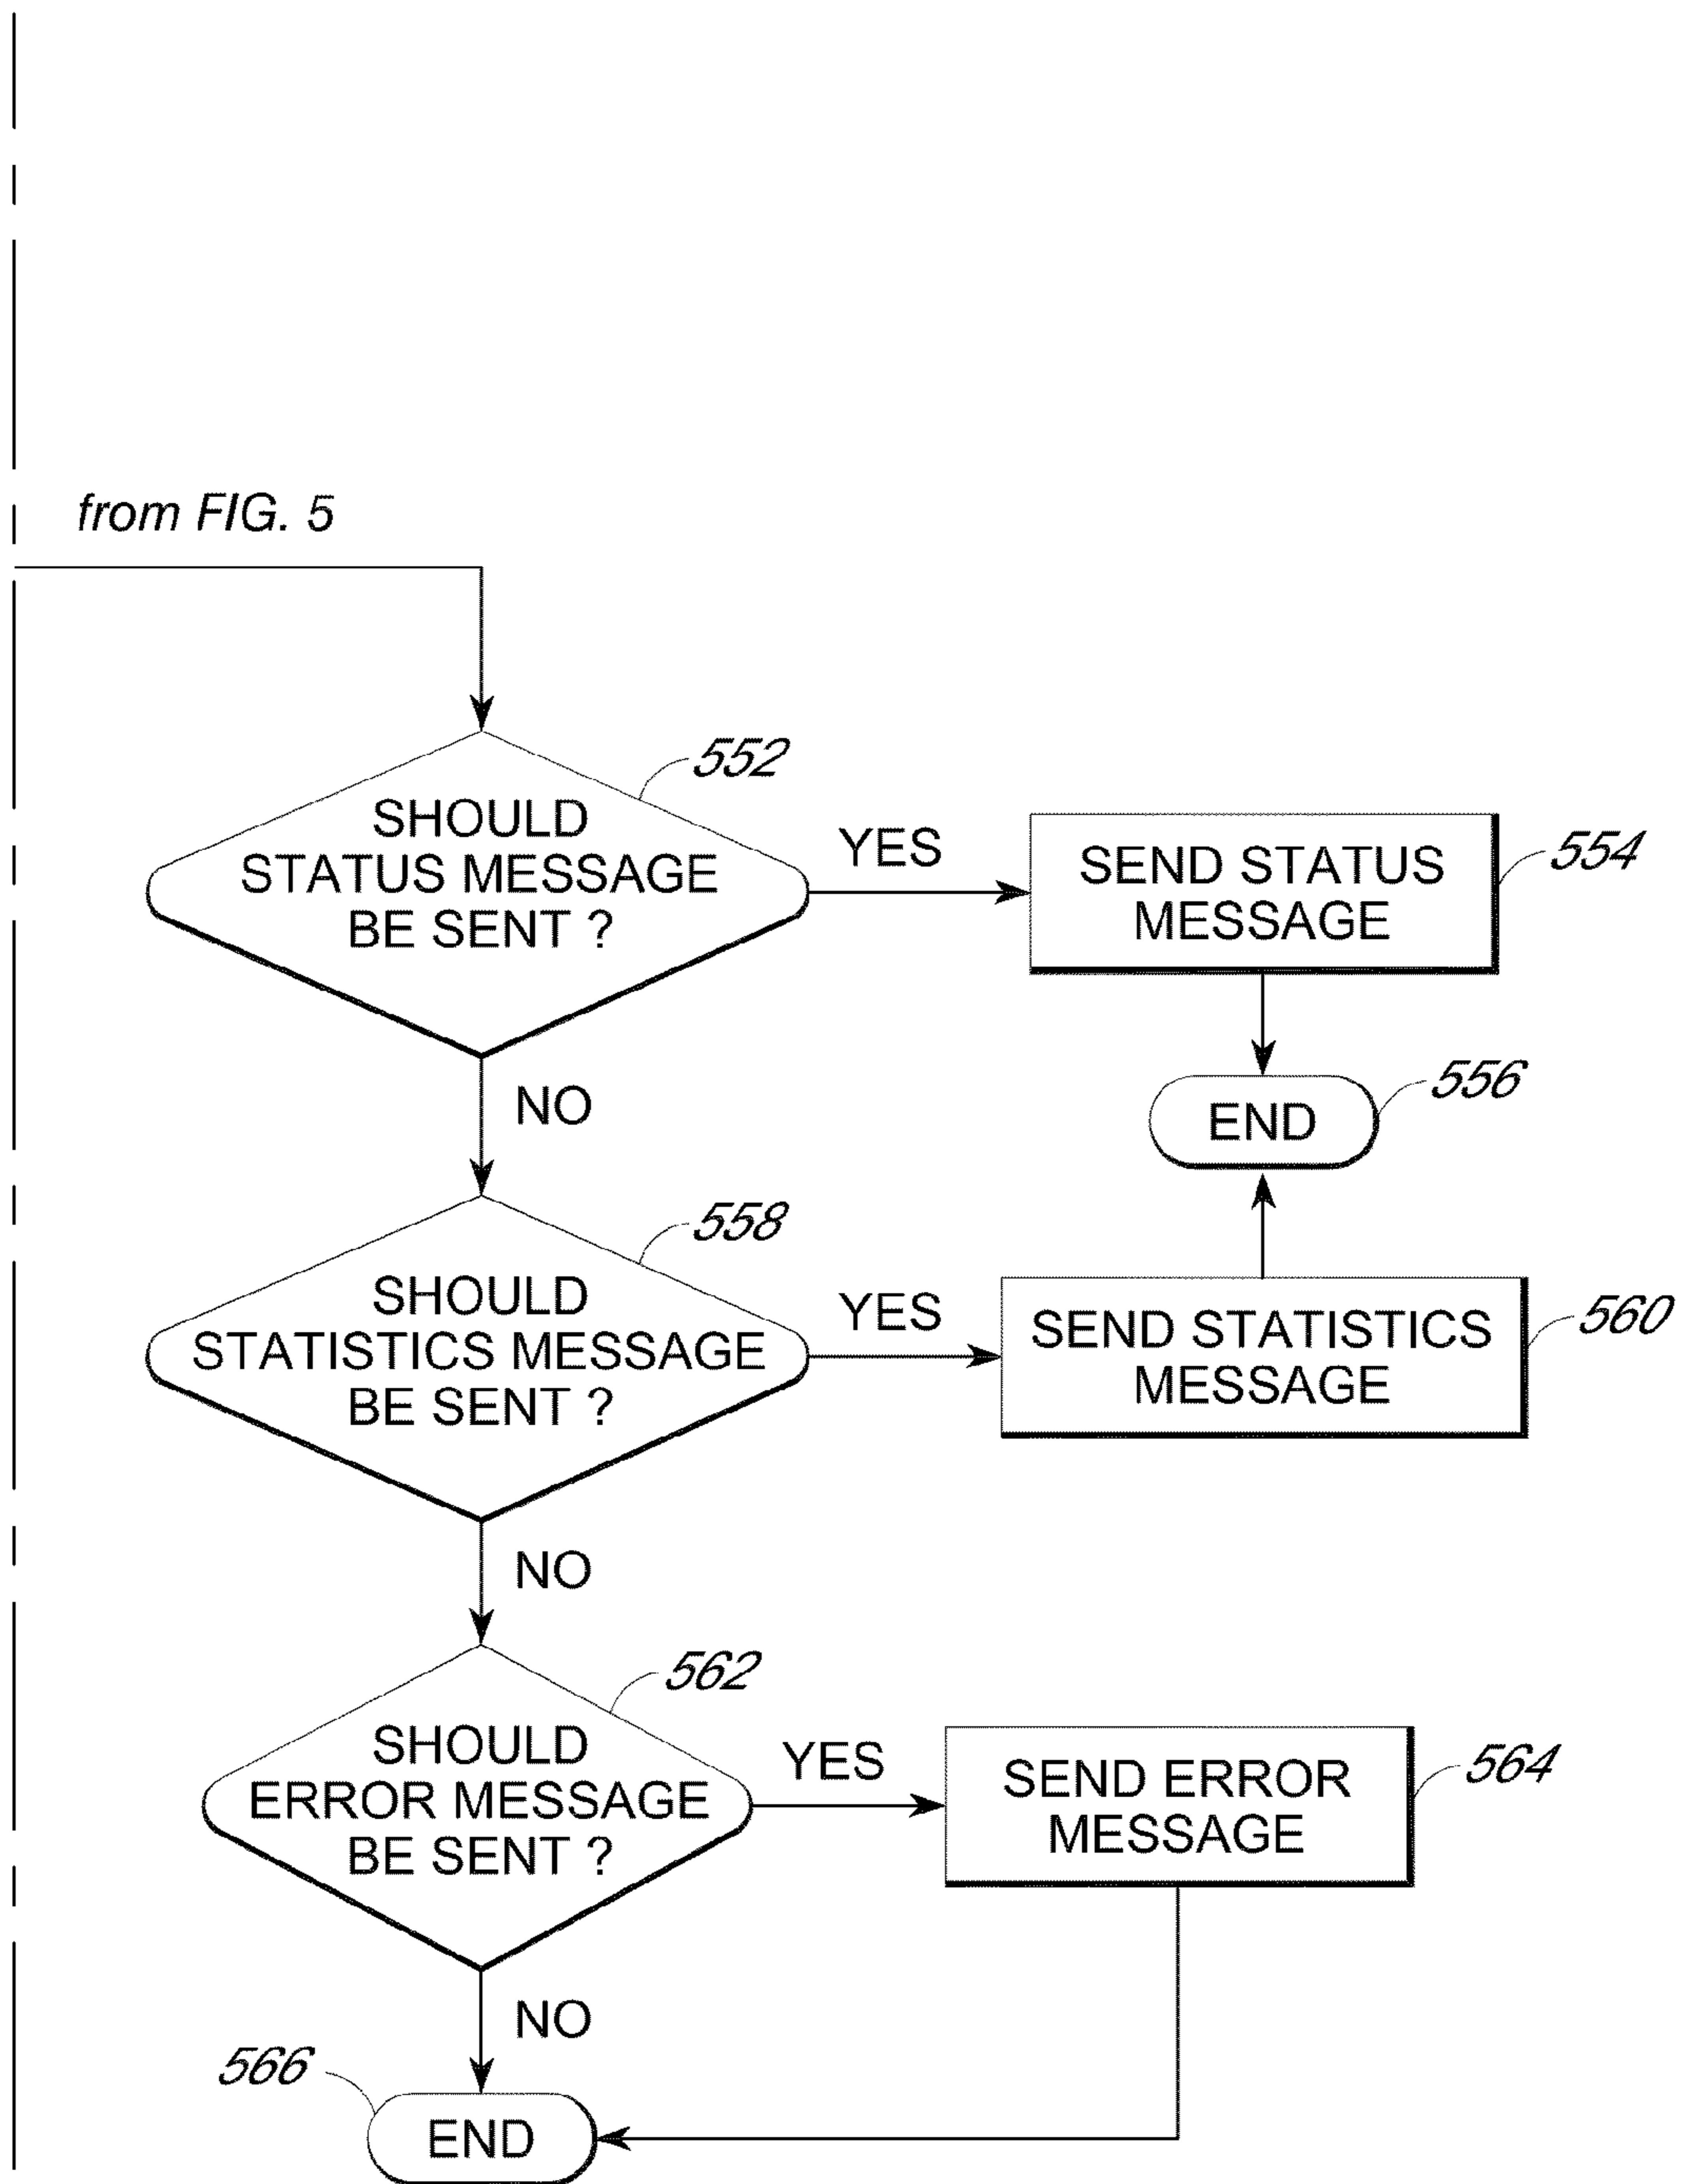 from FIG. 5
552
SHOULD
STATUS MESSAGE
BE SENT ?
YES
SEND STATUS
MESSAGE
554
NO
END
556
558
SHOULD
STATISTICS MESSAGE
BE SENT ?
YES
SEND STATISTICS
MESSAGE
560
NO
562
SHOULD
ERROR MESSAGE
BE SENT ?
YES
SEND ERROR
MESSAGE
564
NO
566
END